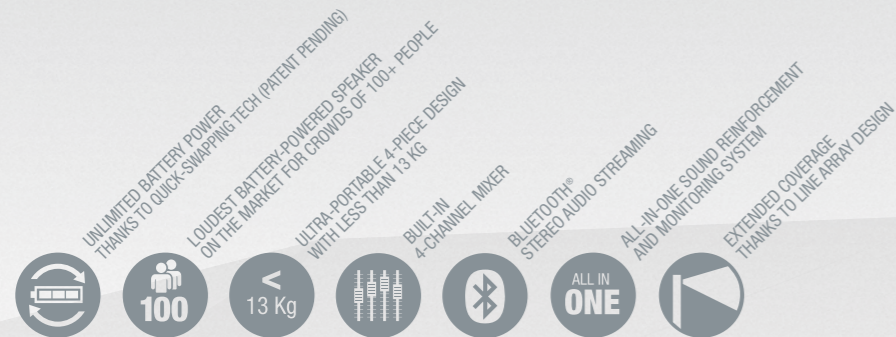 UNLIMITED BATTERY POWER
THANKS TO QUICK-SWAPPING TECH (PATENT PENDING)
LOUDEST BATTERY-POWERED SPEAKER
ON THE MARKET FOR CROWDS OF 100+ PEOPLE
ULTRA-PORTABLE 4-PIECE DESIGN
WITH LESS THAN 13 KG
BUILT-IN
4-CHANNEL MIXER
BLUETOOTH®
STEREO AUDIO STREAMING
ALL-IN-ONE SOUND REINFORCEMENT
AND MONITORING SYSTEM
EXTENDED COVERAGE
THANKS TO LINE ARRAY DESIGN
100
<
13 Kg
ALL IN
ONE